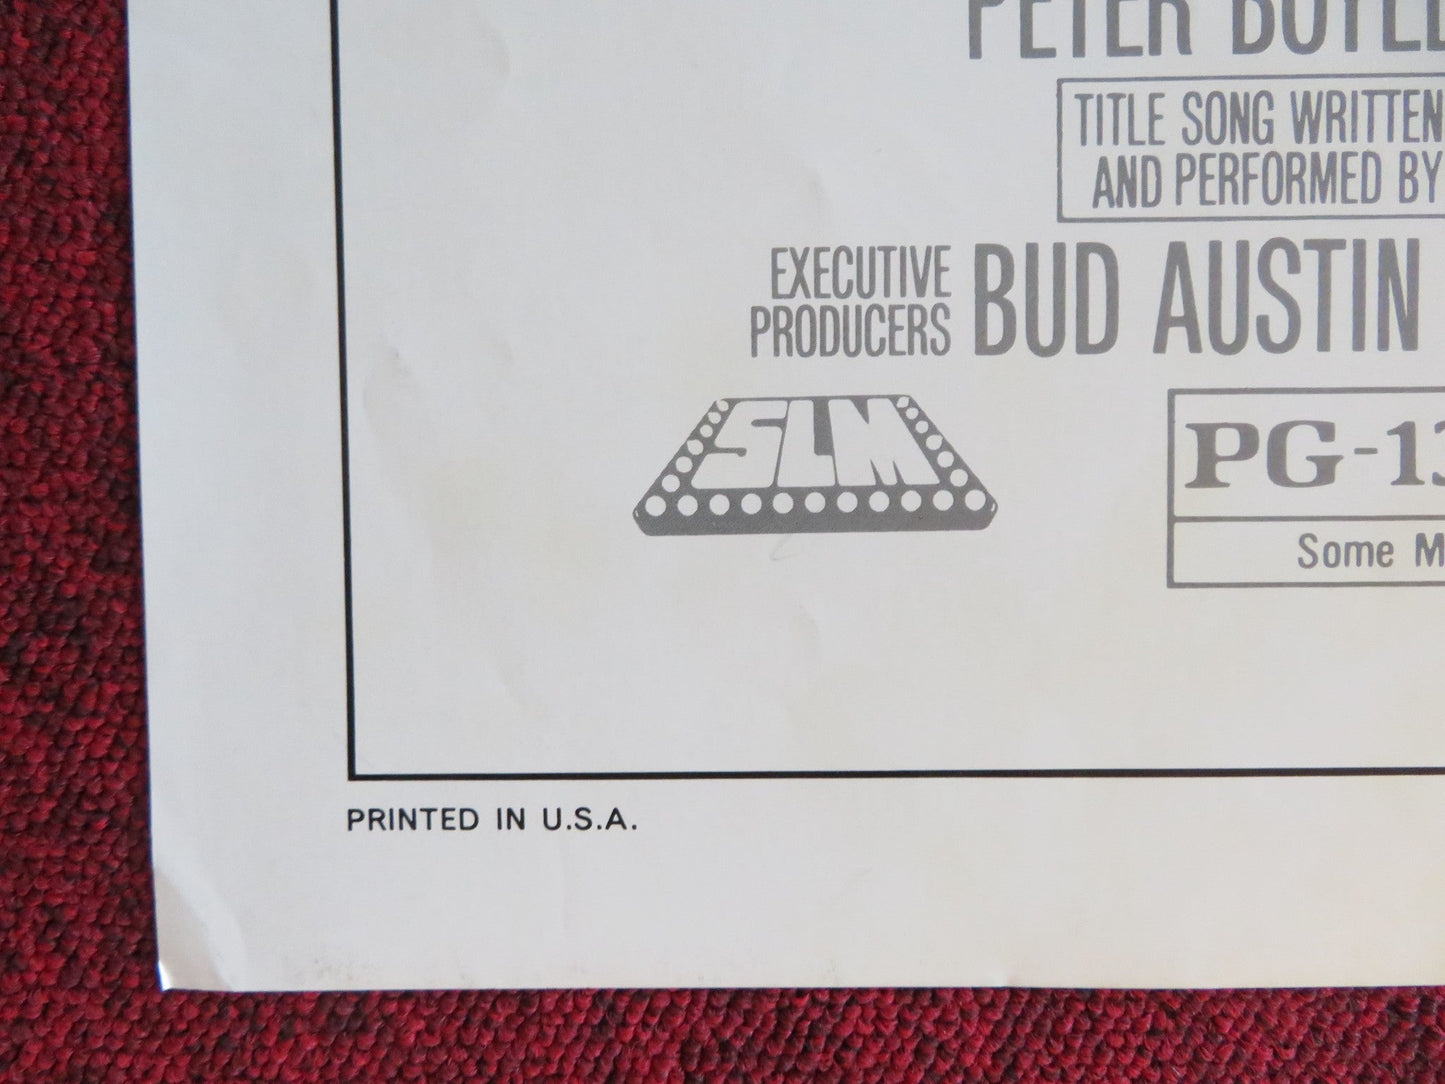 PETER BOYLE
TITLE SONG WRITTEN
AND PERFORMED BY
EXECUTIVE
PRODUCERS BUD AUSTIN
SLM
PG-13
Some M
PRINTED IN U.S.A.